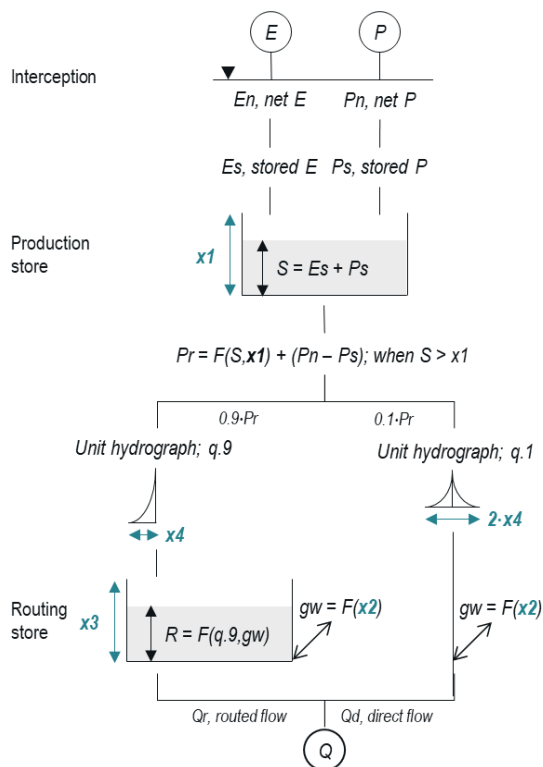 E P
Interception
En, net E Pn, net P
Es, stored E Ps, stored P
Production
store
x1
S = Es + Ps
Pr = F(S,x1) + (Pn – Ps); when S > x1
0.9·Pr 0.1·Pr
Unit hydrograph; q.9 Unit hydrograph; q.1
x4 2·x4
Routing
store
x3
R = F(q.9,gw)
gw = F(x2) gw = F(x2)
Qr, routed flow Qd, direct flow
Q